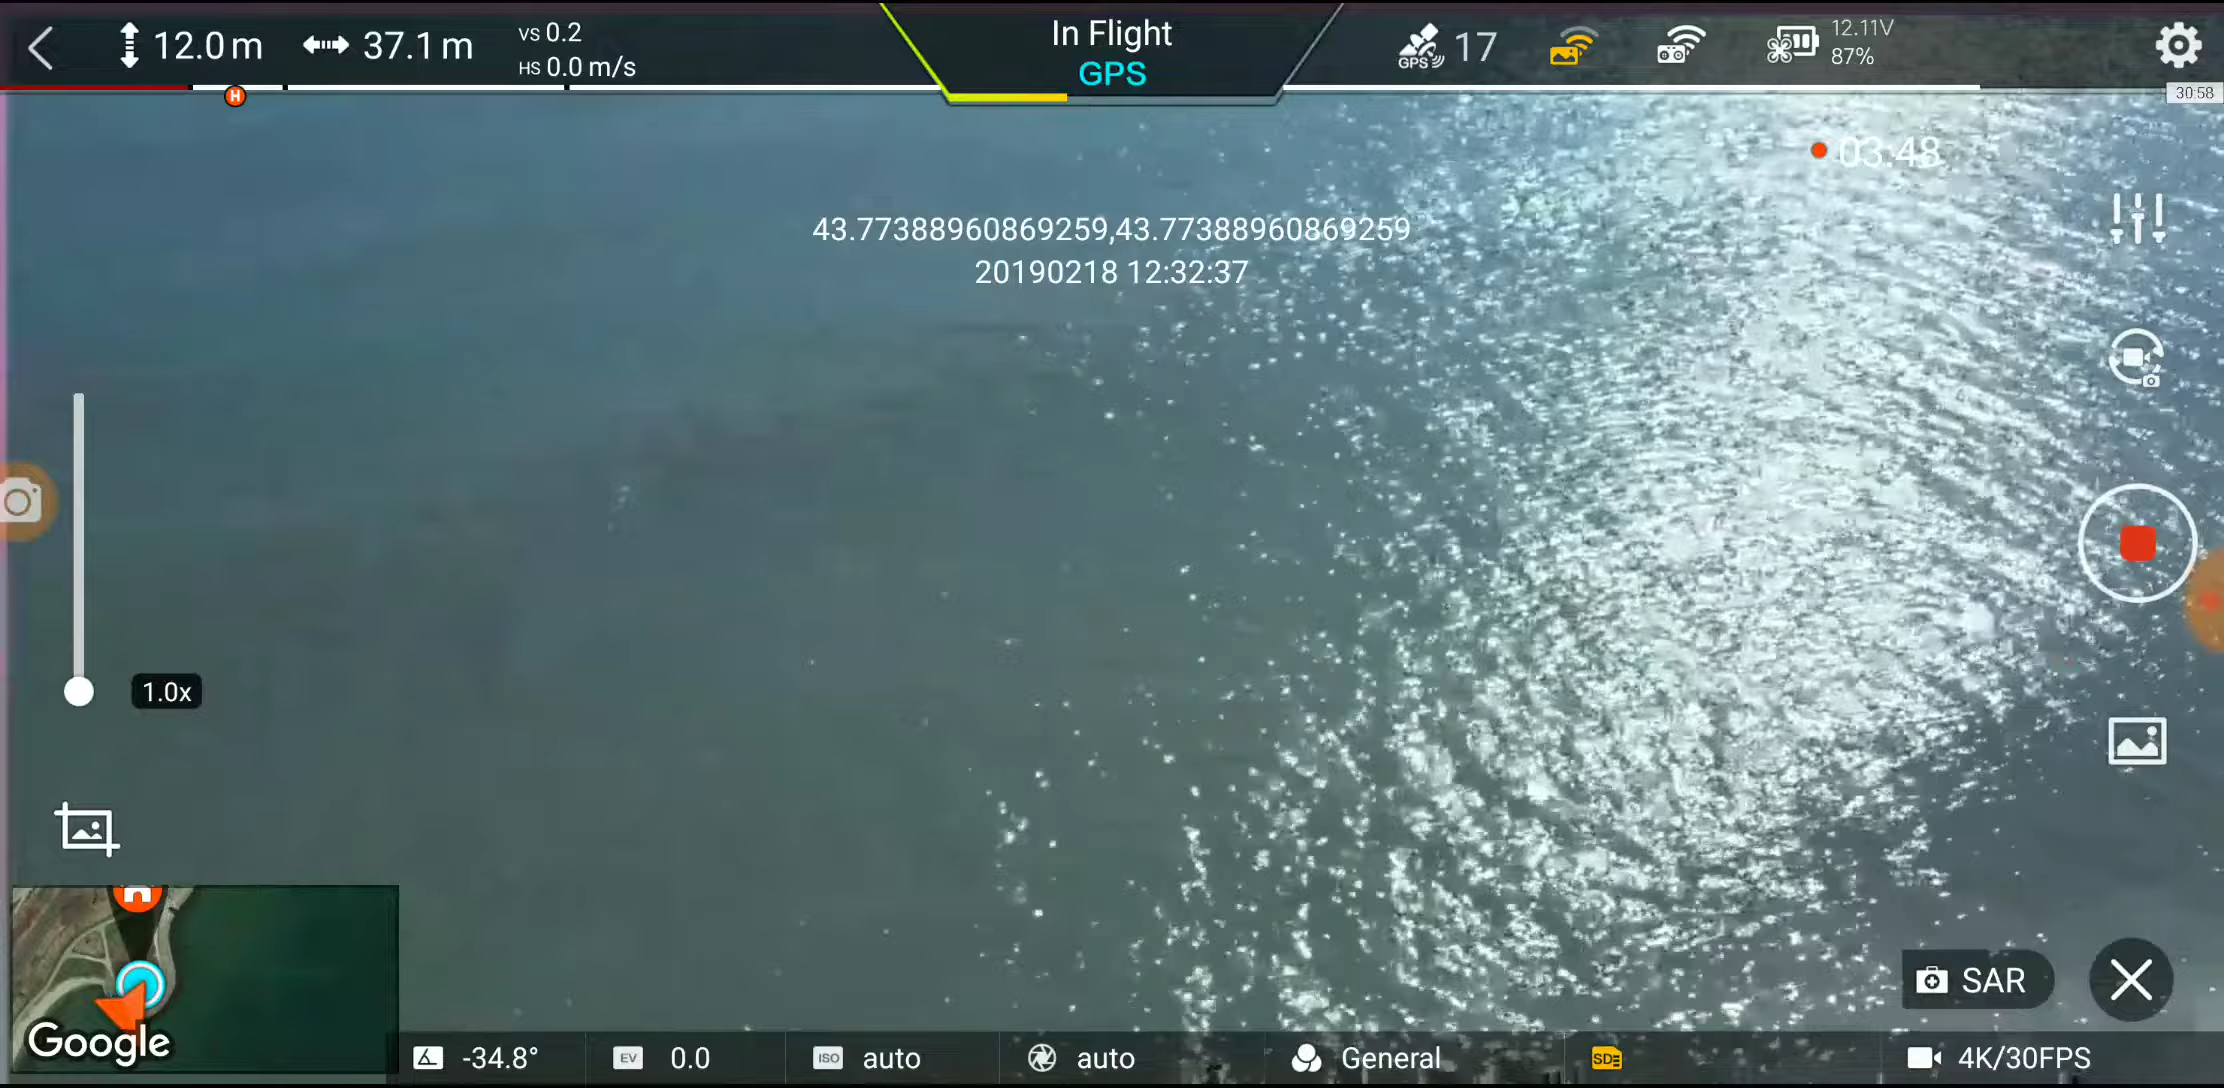 12.0 m
37.1 m
VS 0.2
HS 0.0 m/s
In Flight
GPS
GPS
17
12.11V
87%
H
30:58
03:48
43.77388960869259,43.77388960869259
20190218 12:32:37
1.0x
SAR
Google
-34.8°
EV
0.0
ISO
auto
auto
General
SD
4K/30FPS